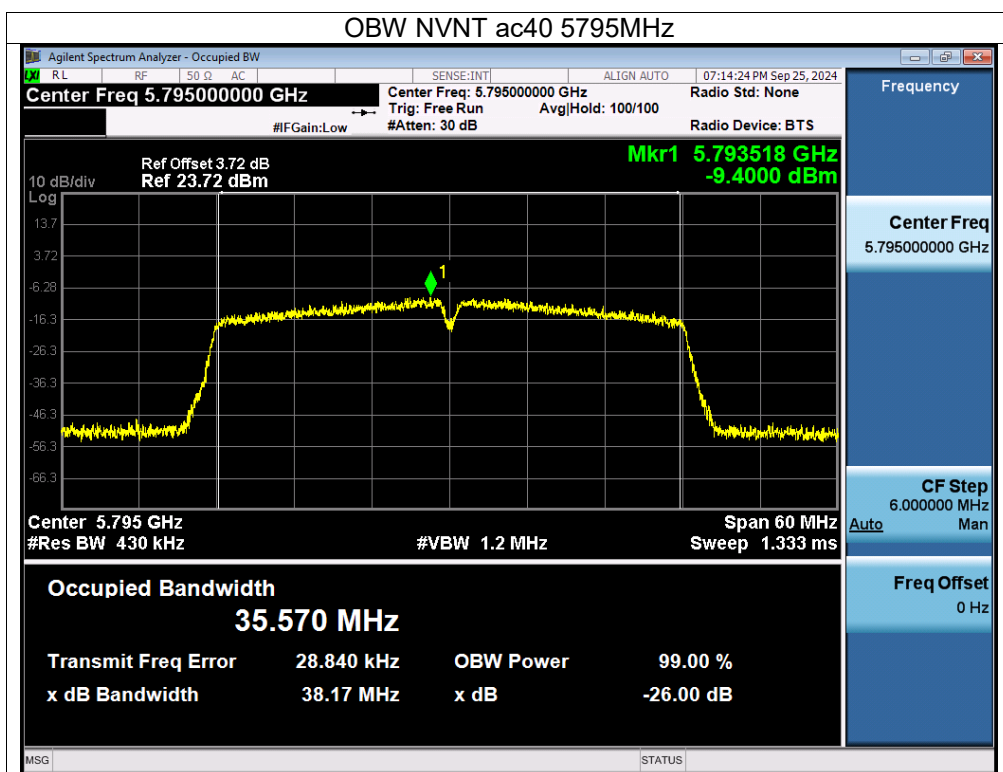 OBW NVNT ac40 5795MHz
Agilent Spectrum Analyzer - Occupied BW
LXI RL RF 50 Ω AC SENSE:INT ALIGN AUTO 07:14:24 PM Sep 25, 2024
Center Freq 5.795000000 GHz
Center Freq: 5.795000000 GHz
Radio Std: None
Trig: Free Run Avg|Hold: 100/100
#IFGain:Low #Atten: 30 dB Radio Device: BTS
Frequency
Mkr1 5.793518 GHz
-9.4000 dBm
Ref Offset 3.72 dB
10 dB/div Ref 23.72 dBm
Log
13.7
3.72
-6.28
-16.3
-26.3
-36.3
-46.3
-56.3
-66.3
1
Center 5.795 GHz Span 60 MHz
#Res BW 430 kHz #VBW 1.2 MHz Sweep 1.333 ms
Center Freq
5.795000000 GHz
CF Step
6.000000 MHz
Auto Man
Freq Offset
0 Hz
Occupied Bandwidth
35.570 MHz
Transmit Freq Error 28.840 kHz OBW Power 99.00 %
x dB Bandwidth 38.17 MHz x dB -26.00 dB
MSG STATUS